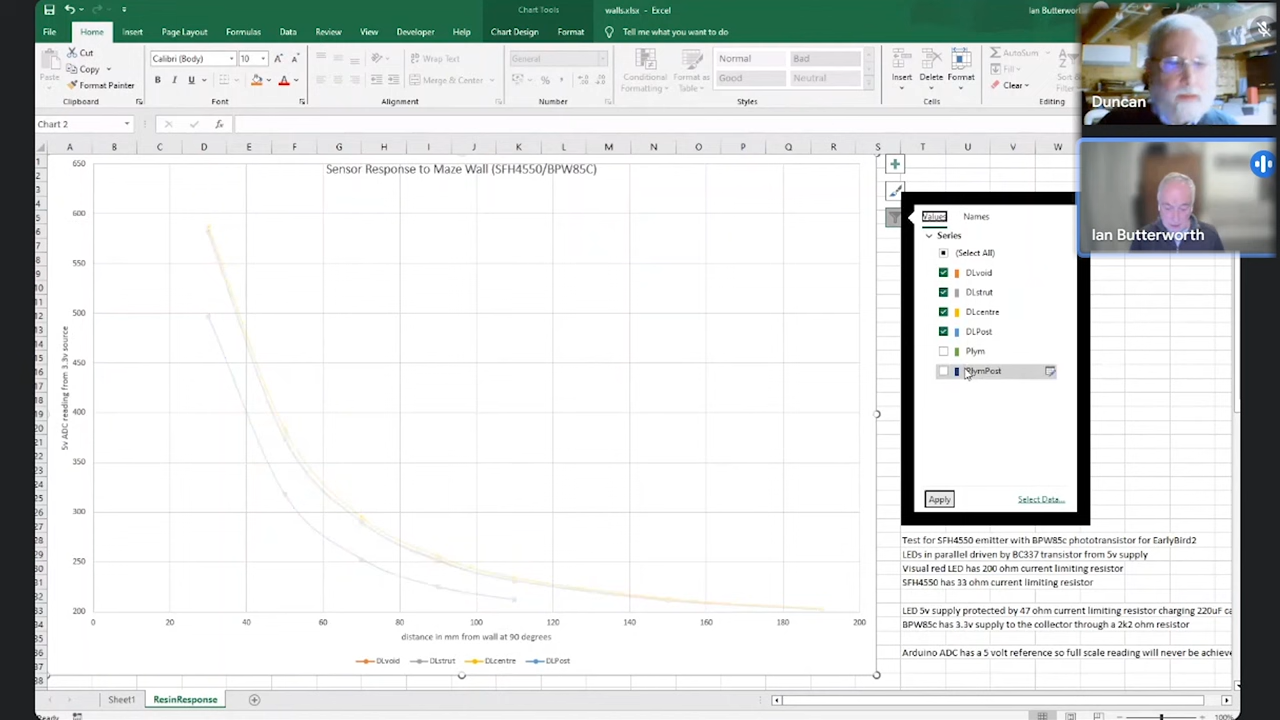 Chart Tools
walls.xlsx - Excel
Ian Butterworth
File Home Insert Page Layout Formulas Data Review View Developer Help Chart Design Format Tell me what you want to do
Cut
Copy
Format Painter
Paste
Calibri (Body) 10
Wrap Text
Merge & Center
General
Conditional Formatting
Format as Table
Normal Bad
Good Neutral
Insert Delete Format
AutoSum
Fill
Clear
Clipboard Font Alignment Number Styles Cells Editing
Duncan
Ian Butterworth
Chart 2
fx
A B C D E F G H I J K L M N O P Q R S T U V W
Sensor Response to Maze Wall (SFH4550/BPW85C)
650
600
550
500
450
400
350
300
250
200
5v ADC reading from 3.3v source
0 20 40 60 80 100 120 140 160 180 200
distance in mm from wall at 90 degrees
DLvoid DLstrut DLcentre DLPost
Values Names
Series
(Select All)
DLvoid
DLstrut
DLcentre
DLPost
Plym
PlymPost
Apply Select Data...
Test for SFH4550 emitter with BPW85c phototransistor for EarlyBird2
LEDs in parallel driven by BC337 transistor from 5v supply
Visual red LED has 200 ohm current limiting resistor
SFH4550 has 33 ohm current limiting resistor
LED 5v supply protected by 47 ohm current limiting resistor charging 220uF ca
BPW85c has 3.3v supply to the collector through a 2k2 ohm resistor
Arduino ADC has a 5 volt reference so full scale reading will never be achieve
Sheet1 ResinResponse
Ready
100%